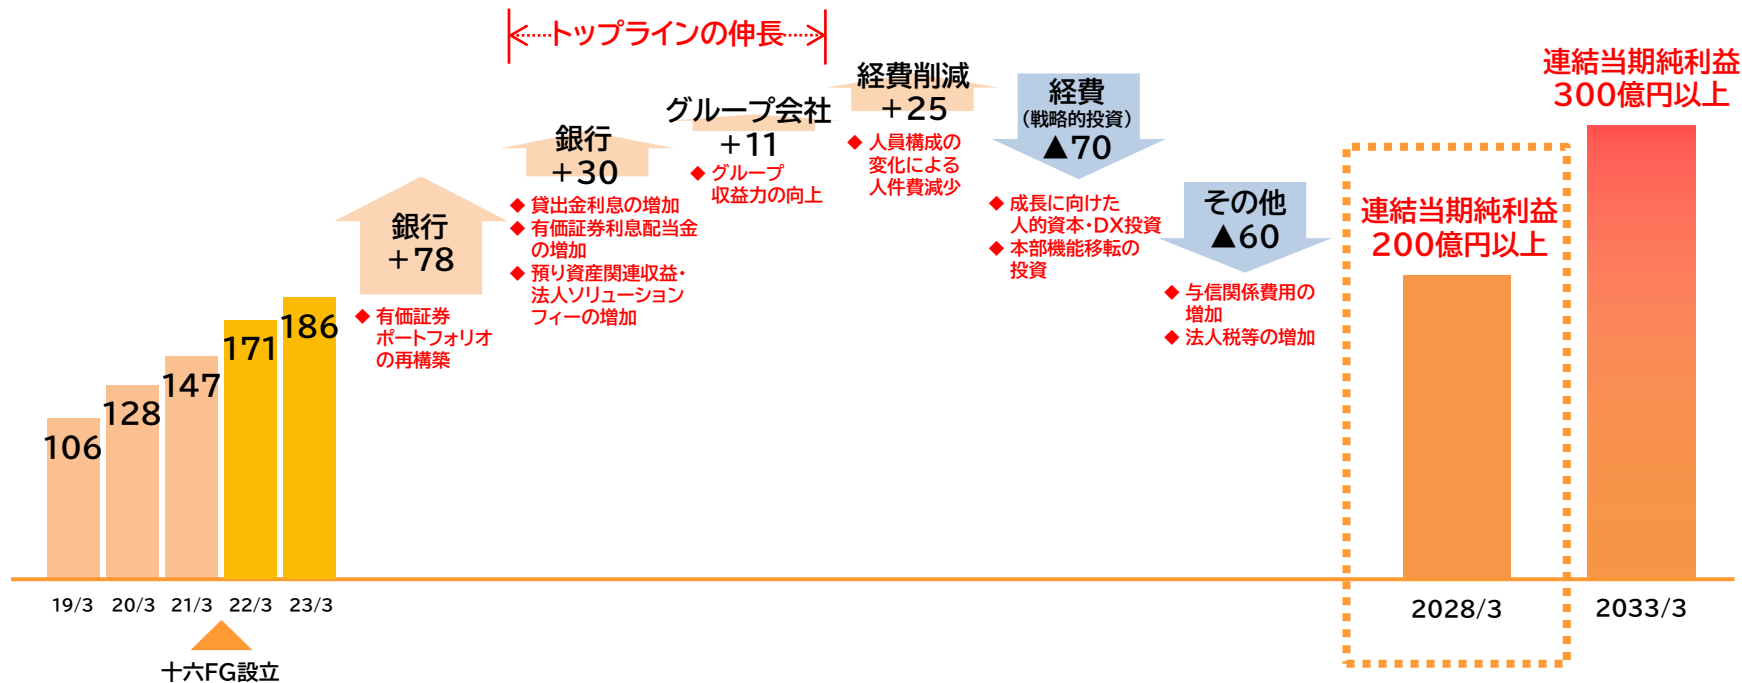 トップラインの伸長
106
128
147
171
186
19/3
20/3
21/3
22/3
23/3
十六FG設立
銀行
+78
◆ 有価証券
ポートフォリオ
の再構築
銀行
+30
◆ 貸出金利息の増加
◆ 有価証券利息配当金
の増加
◆ 預り資産関連収益・
法人ソリューション
フィーの増加
グループ会社
+11
◆ グループ
収益力の向上
経費削減
+25
◆ 人員構成の
変化による
人件費減少
経費
(戦略的投資)
▲70
◆ 成長に向けた
人的資本・DX投資
◆ 本部機能移転の
投資
その他
▲60
◆ 与信関係費用の
増加
◆ 法人税等の増加
連結当期純利益
200億円以上
2028/3
連結当期純利益
300億円以上
2033/3